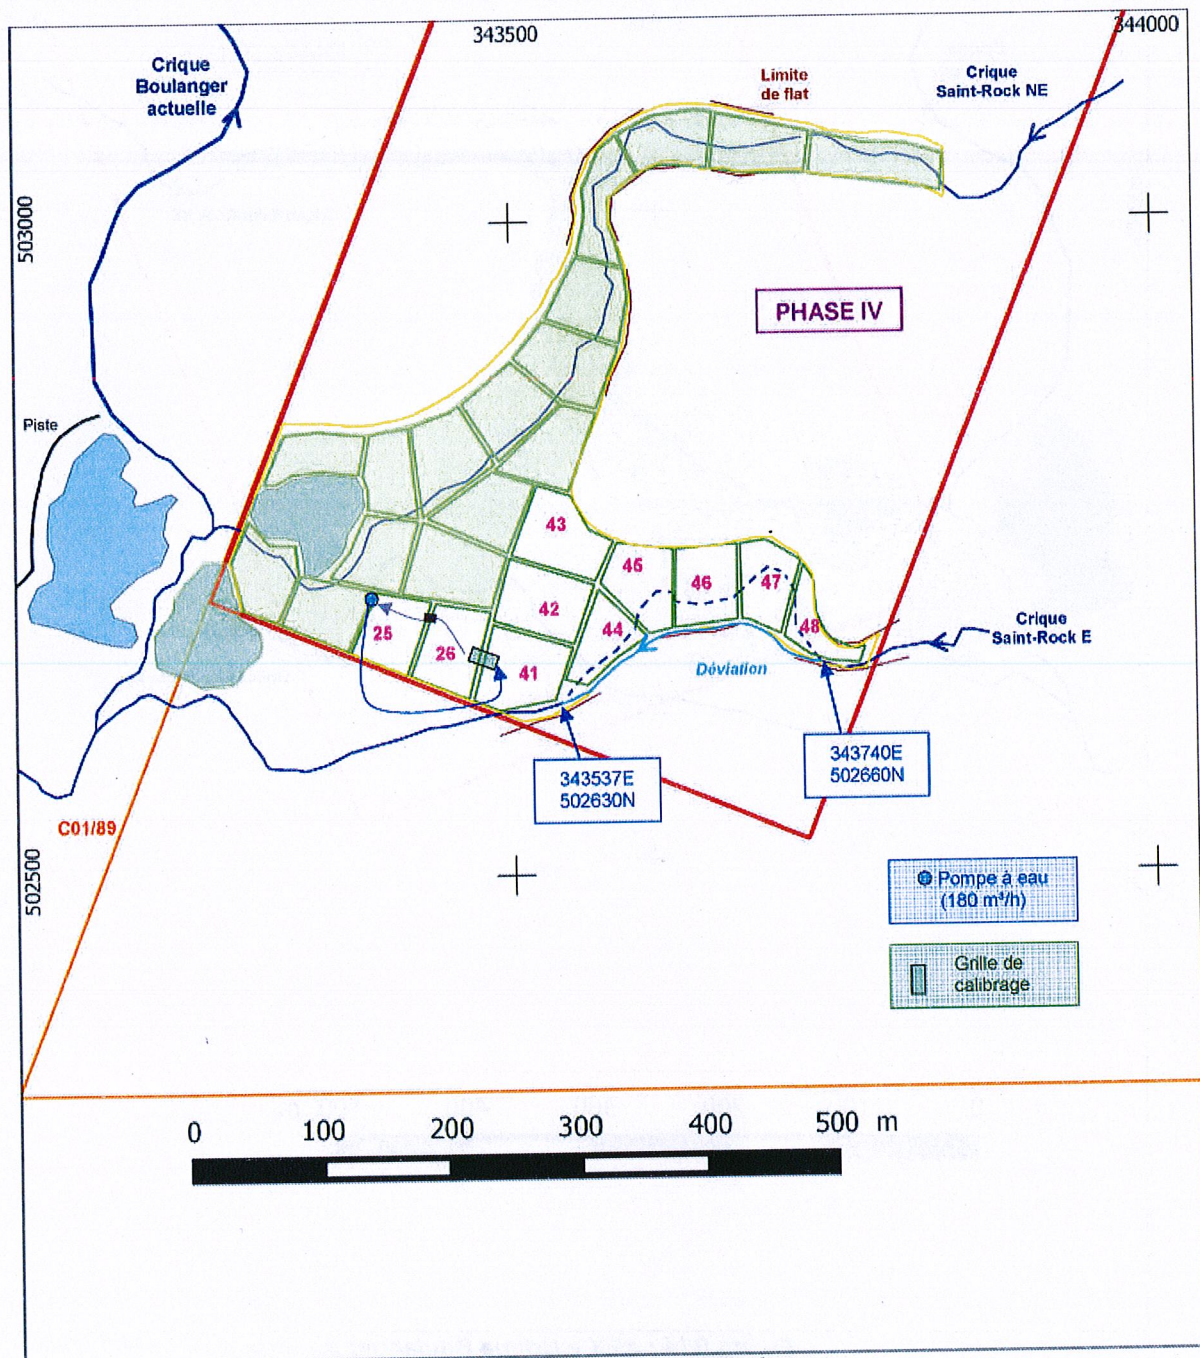 343500
344000
Crique
Boulanger
actuelle
Limite
de flat
Crique
Saint-Rock NE
503000
PHASE IV
Piste
43
45
46
47
42
44
48
25
26
41
Crique
Saint-Rock E
Déviation
343740E
502660N
343537E
502630N
C01/89
502500
Pompe à eau
(180 m³/h)
Grille de
calibrage
0 100 200 300 400 500 m